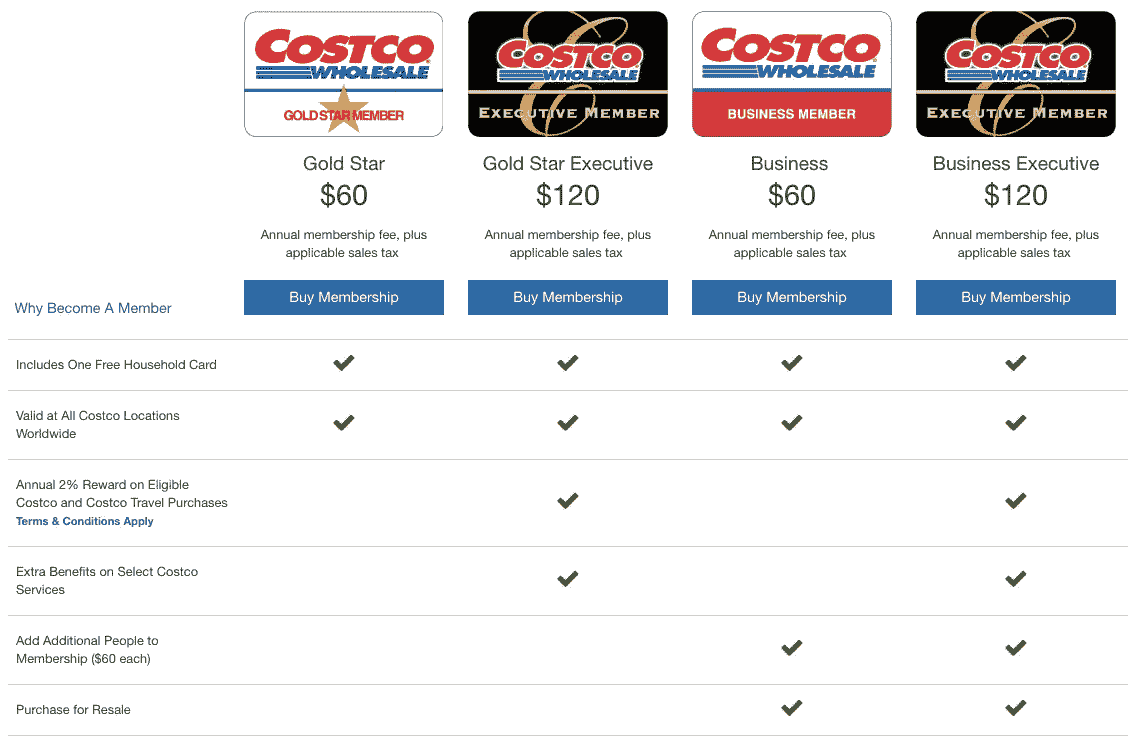 COSTCO
WHOLESALE
GOLD STAR MEMBER
COSTCO
WHOLESALE
EXECUTIVE MEMBER
COSTCO
WHOLESALE
BUSINESS MEMBER
COSTCO
WHOLESALE
EXECUTIVE MEMBER
Gold Star
$60
Annual membership fee, plus
applicable sales tax
Buy Membership
Gold Star Executive
$120
Annual membership fee, plus
applicable sales tax
Buy Membership
Business
$60
Annual membership fee, plus
applicable sales tax
Buy Membership
Business Executive
$120
Annual membership fee, plus
applicable sales tax
Buy Membership
Why Become A Member
Includes One Free Household Card
Valid at All Costco Locations
Worldwide
Annual 2% Reward on Eligible
Costco and Costco Travel Purchases
Terms & Conditions Apply
Extra Benefits on Select Costco
Services
Add Additional People to
Membership ($60 each)
Purchase for Resale